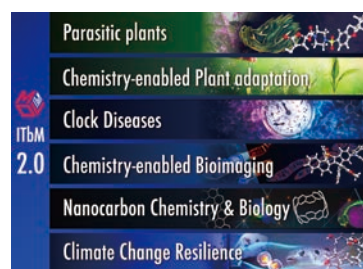 Parasitic plants
Chemistry-enabled Plant adaptation
Clock Diseases
ITbM
2.0
Chemistry-enabled Bioimaging
Nanocarbon Chemistry & Biology
Climate Change Resilience